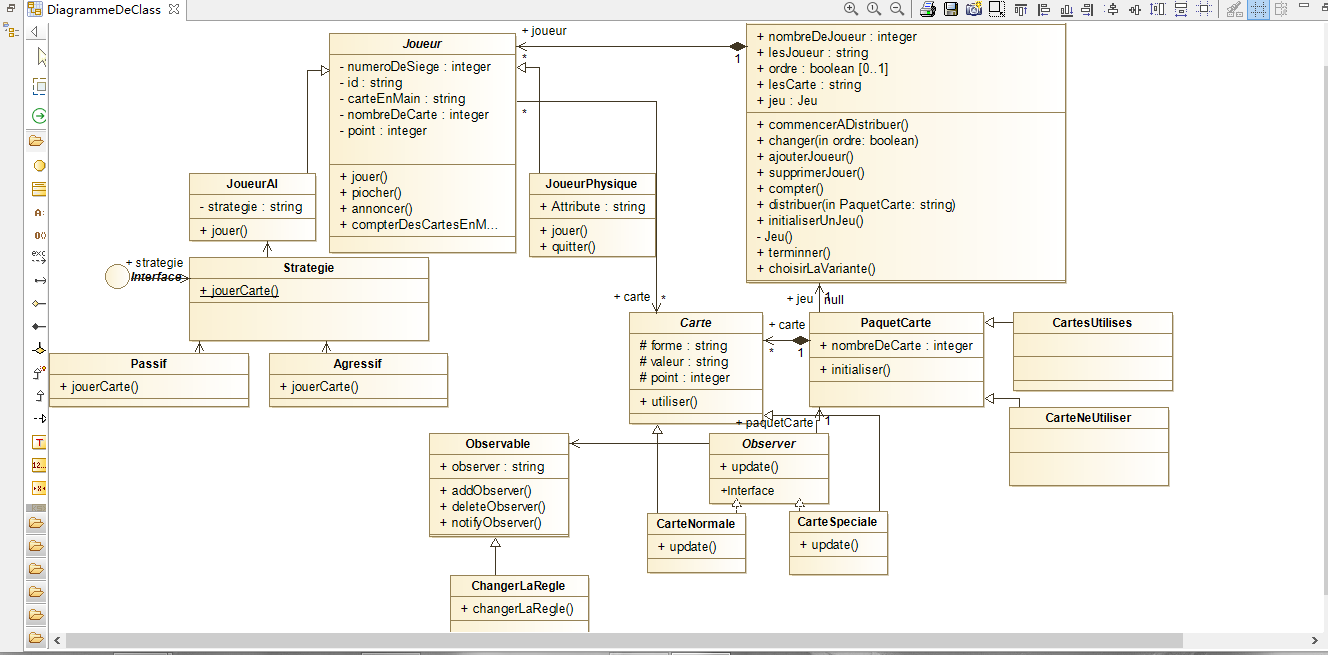 DiagrammeDeClass
Joueur
- numeroDeSiege : integer
- id : string
- carteEnMain : string
- nombreDeCarte : integer
- point : integer
+ jouer()
+ piocher()
+ annoncer()
+ compterDesCartesEnM...
+ joueur
*
1
*
+ nombreDeJoueur : integer
+ lesJoueur : string
+ ordre : boolean [0..1]
+ lesCarte : string
+ jeu : Jeu
+ commencerADistribuer()
+ changer(in ordre: boolean)
+ ajouterJoueur()
+ supprimerJouer()
+ compter()
+ distribuer(in PaquetCarte: string)
+ initialiserUnJeu()
- Jeu()
+ terminner()
+ choisirLaVariante()
JoueurAI
- strategie : string
+ jouer()
JoueurPhysique
+ Attribute : string
+ jouer()
+ quitter()
+ strategie
Interface
Strategie
+ jouerCarte()
Passif
+ jouerCarte()
Agressif
+ jouerCarte()
+ carte
*
+ jeu
1
null
Carte
# forme : string
# valeur : string
# point : integer
+ utiliser()
+ carte
*
1
PaquetCarte
+ nombreDeCarte : integer
+ initialiser()
CartesUtilises
CarteNeUtiliser
+ paquetCarte
1
Observable
+ observer : string
+ addObserver()
+ deleteObserver()
+ notifyObserver()
Observer
+ update()
+Interface
CarteNormale
+ update()
CarteSpeciale
+ update()
ChangerLaRegle
+ changerLaRegle()